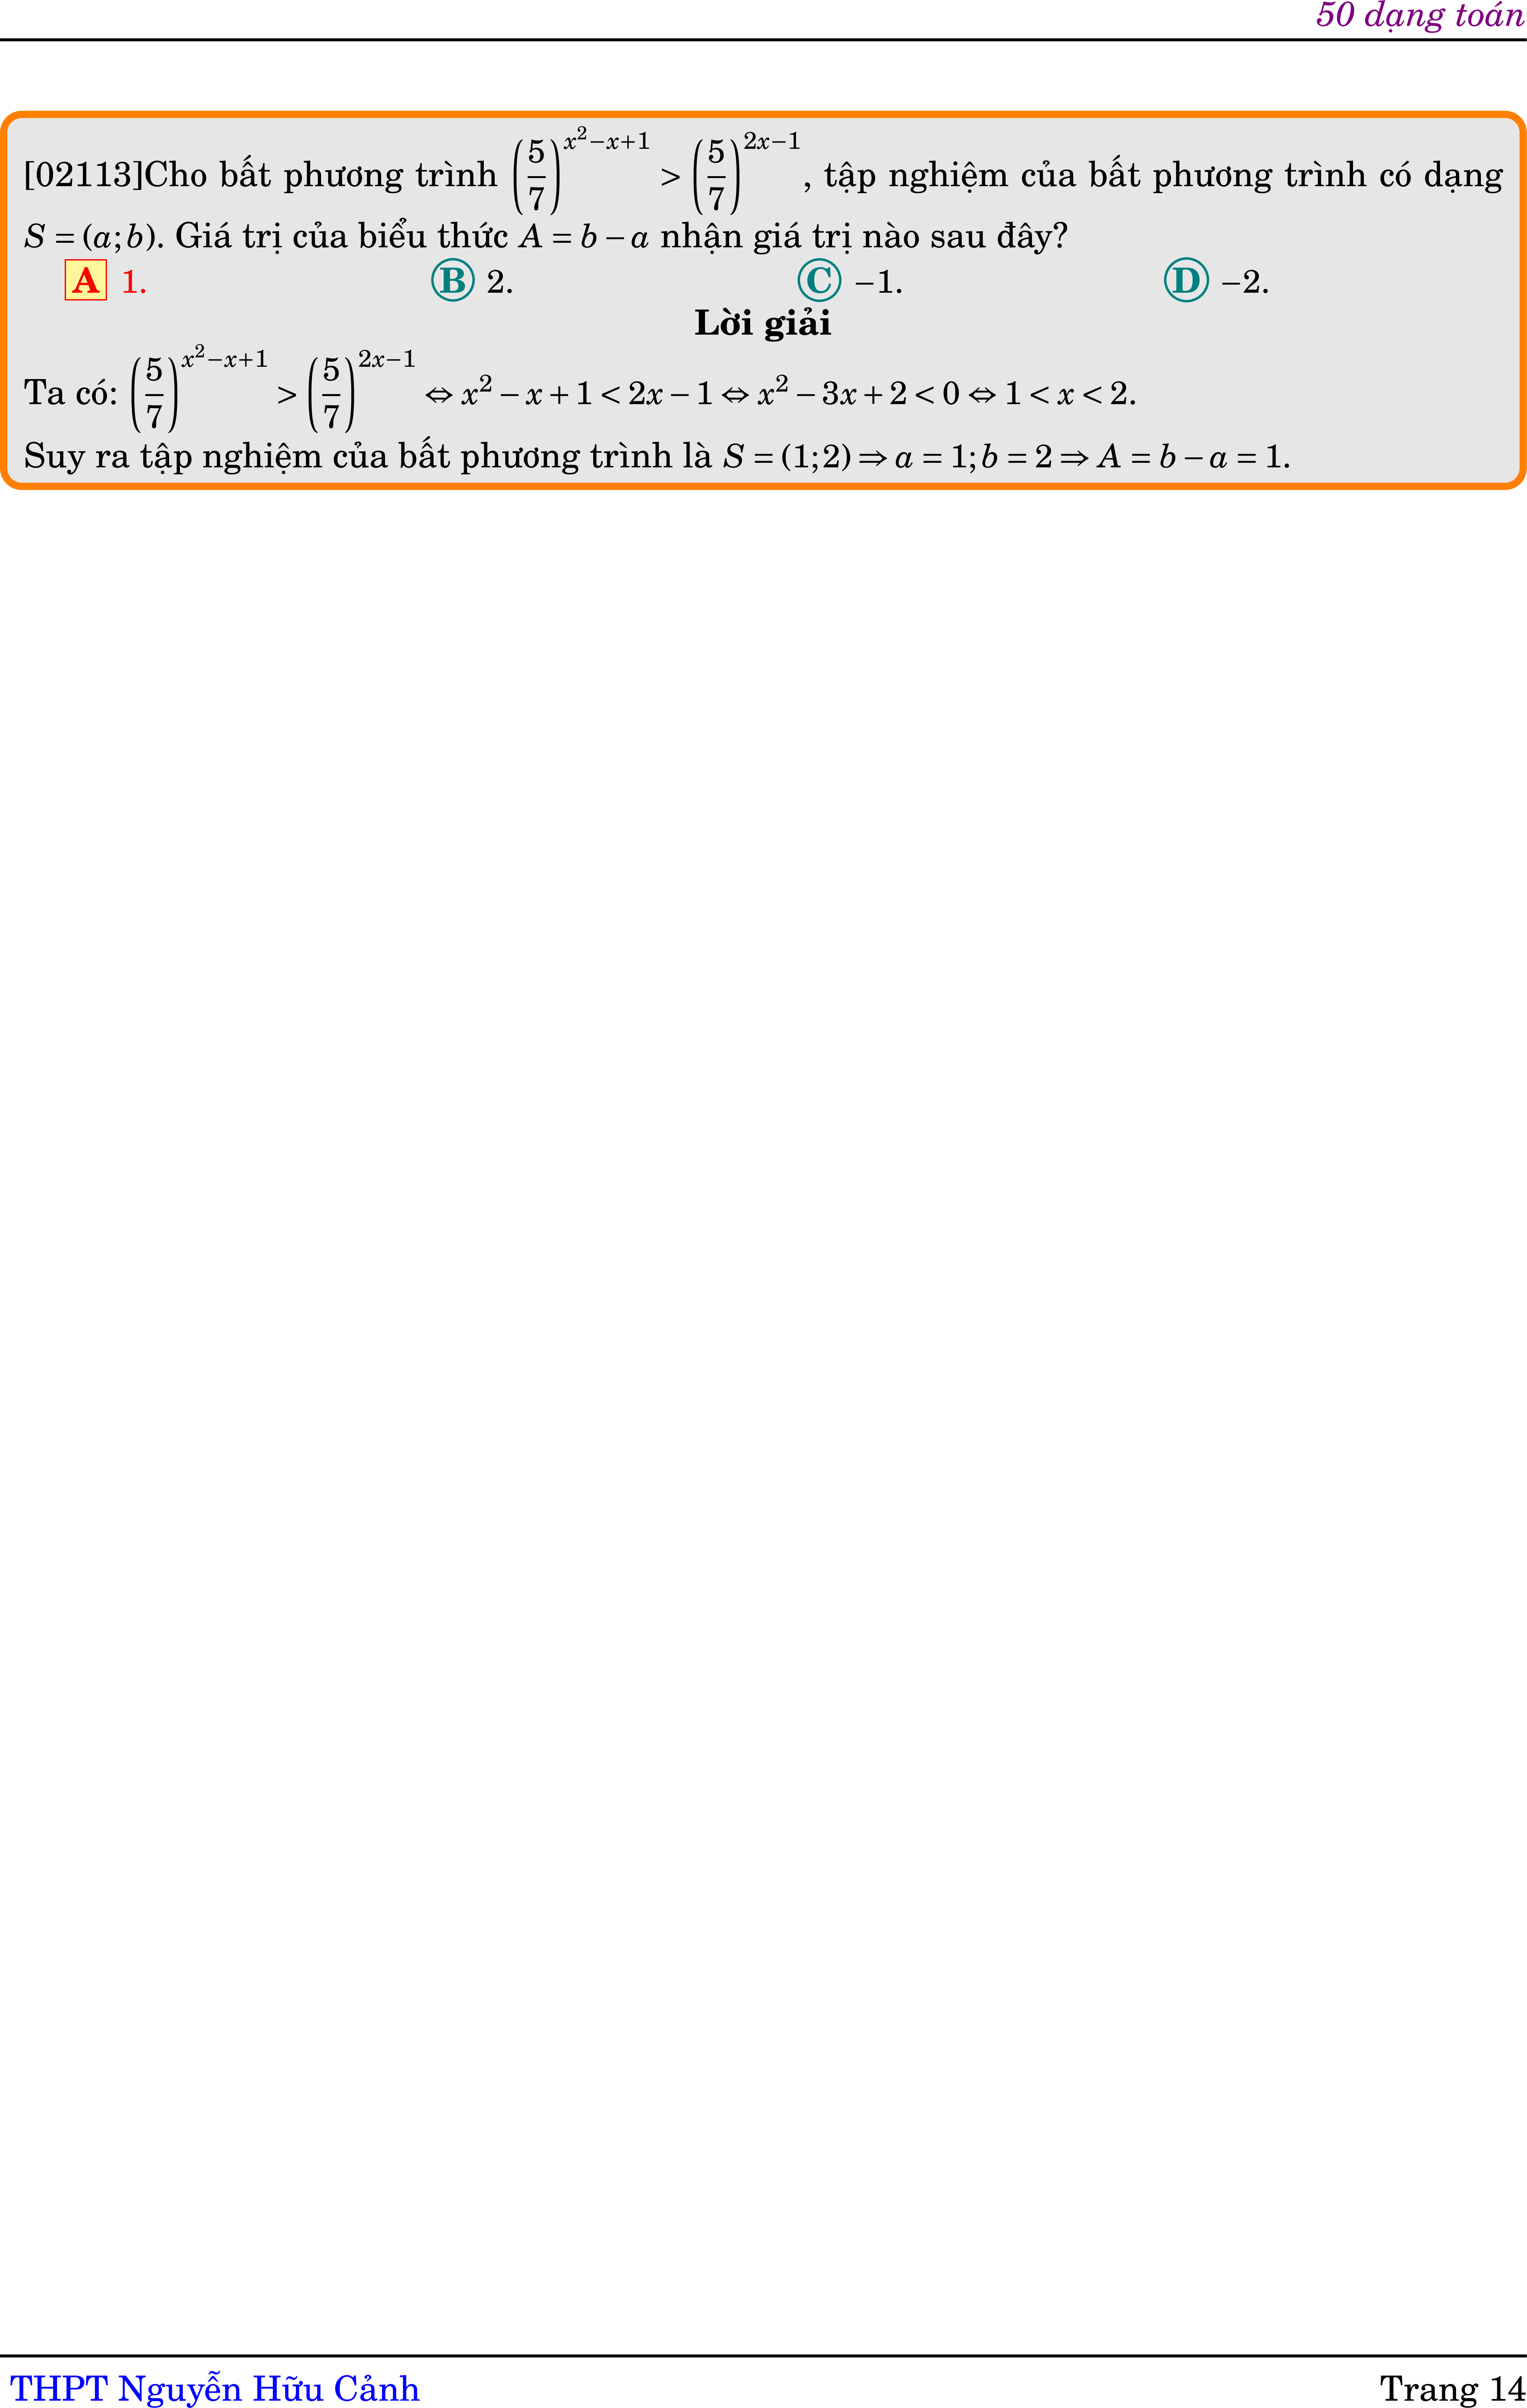 50 dạng toán
[02113]Cho bất phương trình $\left(\dfrac{5}{7}\right)^{x^2-x+1} > \left(\dfrac{5}{7}\right)^{2x-1}$, tập nghiệm của bất phương trình có dạng
$S = (a; b)$. Giá trị của biểu thức $A = b - a$ nhận giá trị nào sau đây?
A 1. B 2. C −1. D −2.
Lời giải
Ta có: $\left(\dfrac{5}{7}\right)^{x^2-x+1} > \left(\dfrac{5}{7}\right)^{2x-1} \Leftrightarrow x^2 - x + 1 < 2x - 1 \Leftrightarrow x^2 - 3x + 2 < 0 \Leftrightarrow 1 < x < 2.$
Suy ra tập nghiệm của bất phương trình là $S = (1; 2) \Rightarrow a = 1; b = 2 \Rightarrow A = b - a = 1.$
THPT Nguyễn Hữu Cảnh Trang 14